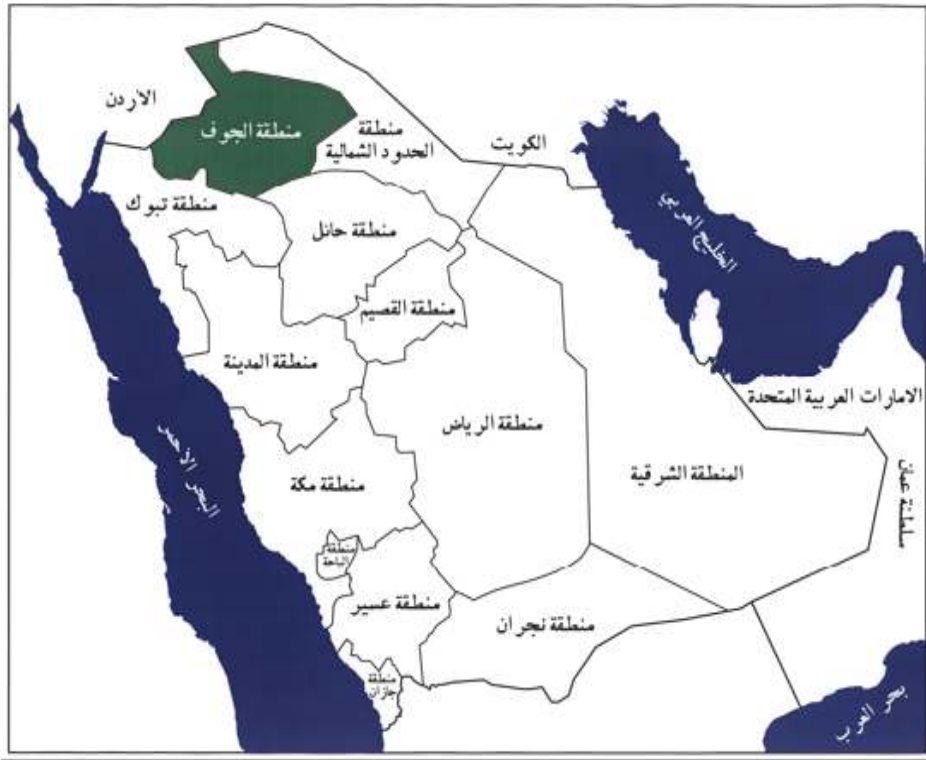 الاردن
منطقة الجوف
منطقة
الحدود الشمالية
الكويت
منطقة تبوك
منطقة حائل
الخليج العربي
منطقة القصيم
منطقة المدينة
الامارات العربية المتحدة
منطقة الرياض
البحر الاحمر
المنطقة الشرقية
سلطنة عمان
منطقة مكة
منطقة
الباحة
منطقة عسير
منطقة نجران
منطقة
جازان
بحر العرب